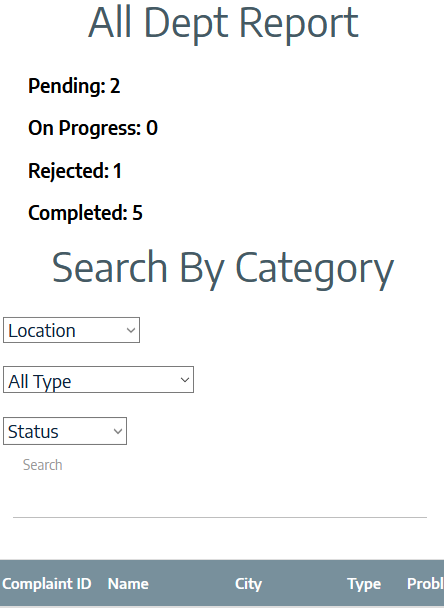 All Dept Report
Pending: 2
On Progress: 0
Rejected: 1
Completed: 5
Search By Category
Location
All Type
Status
Search
Complaint ID Name City Type Probl